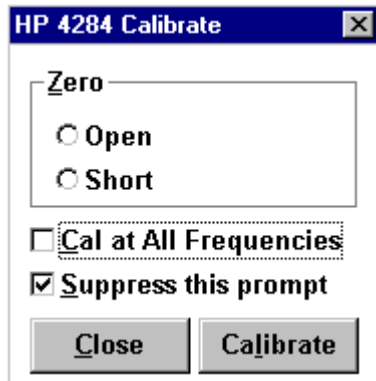 HP 4284 Calibrate
Zero
Open
Short
Cal at All Frequencies
Suppress this prompt
Close Calibrate